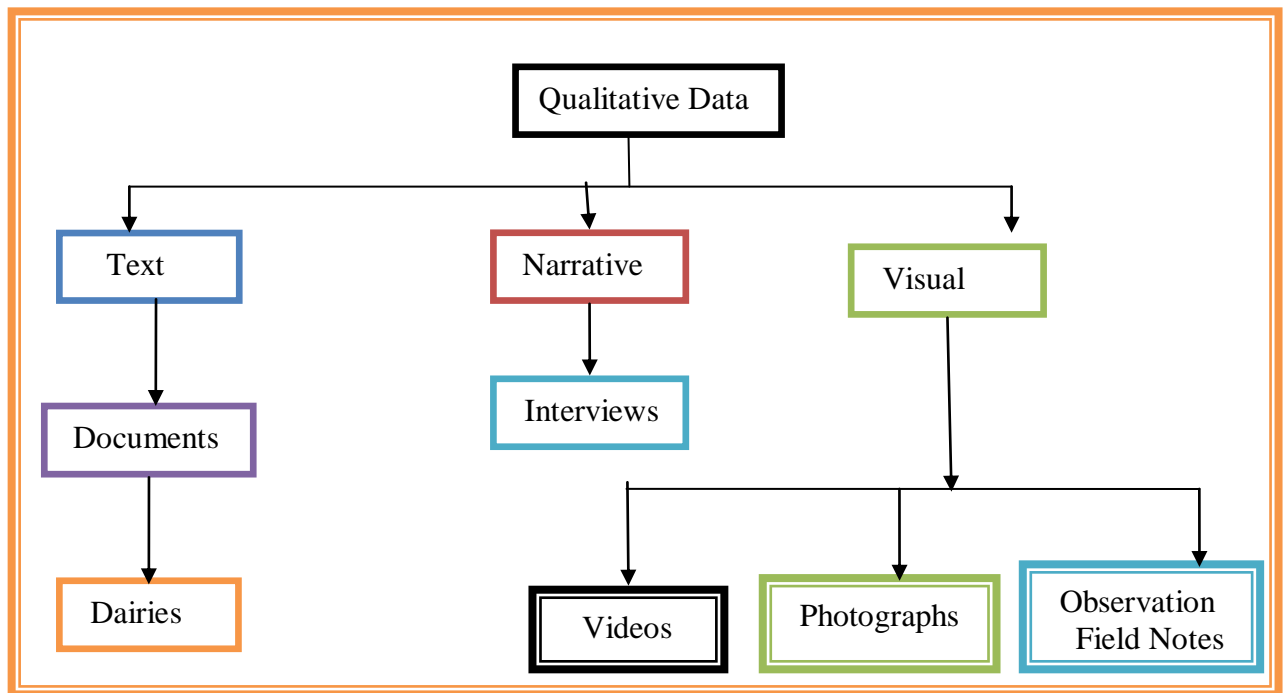 Qualitative Data
Text
Narrative
Visual
Interviews
Documents
Dairies
Videos
Photographs
Observation
Field Notes